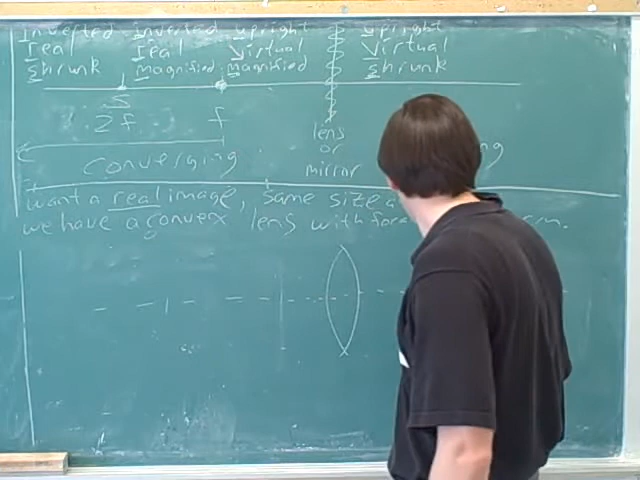 Inverted inverted upright upright
real real Virtual Virtual
Shrunk magnified magnified Shrunk
2f f
lens
or
mirror
converging
want a real image, same size
we have a convex lens with cm.